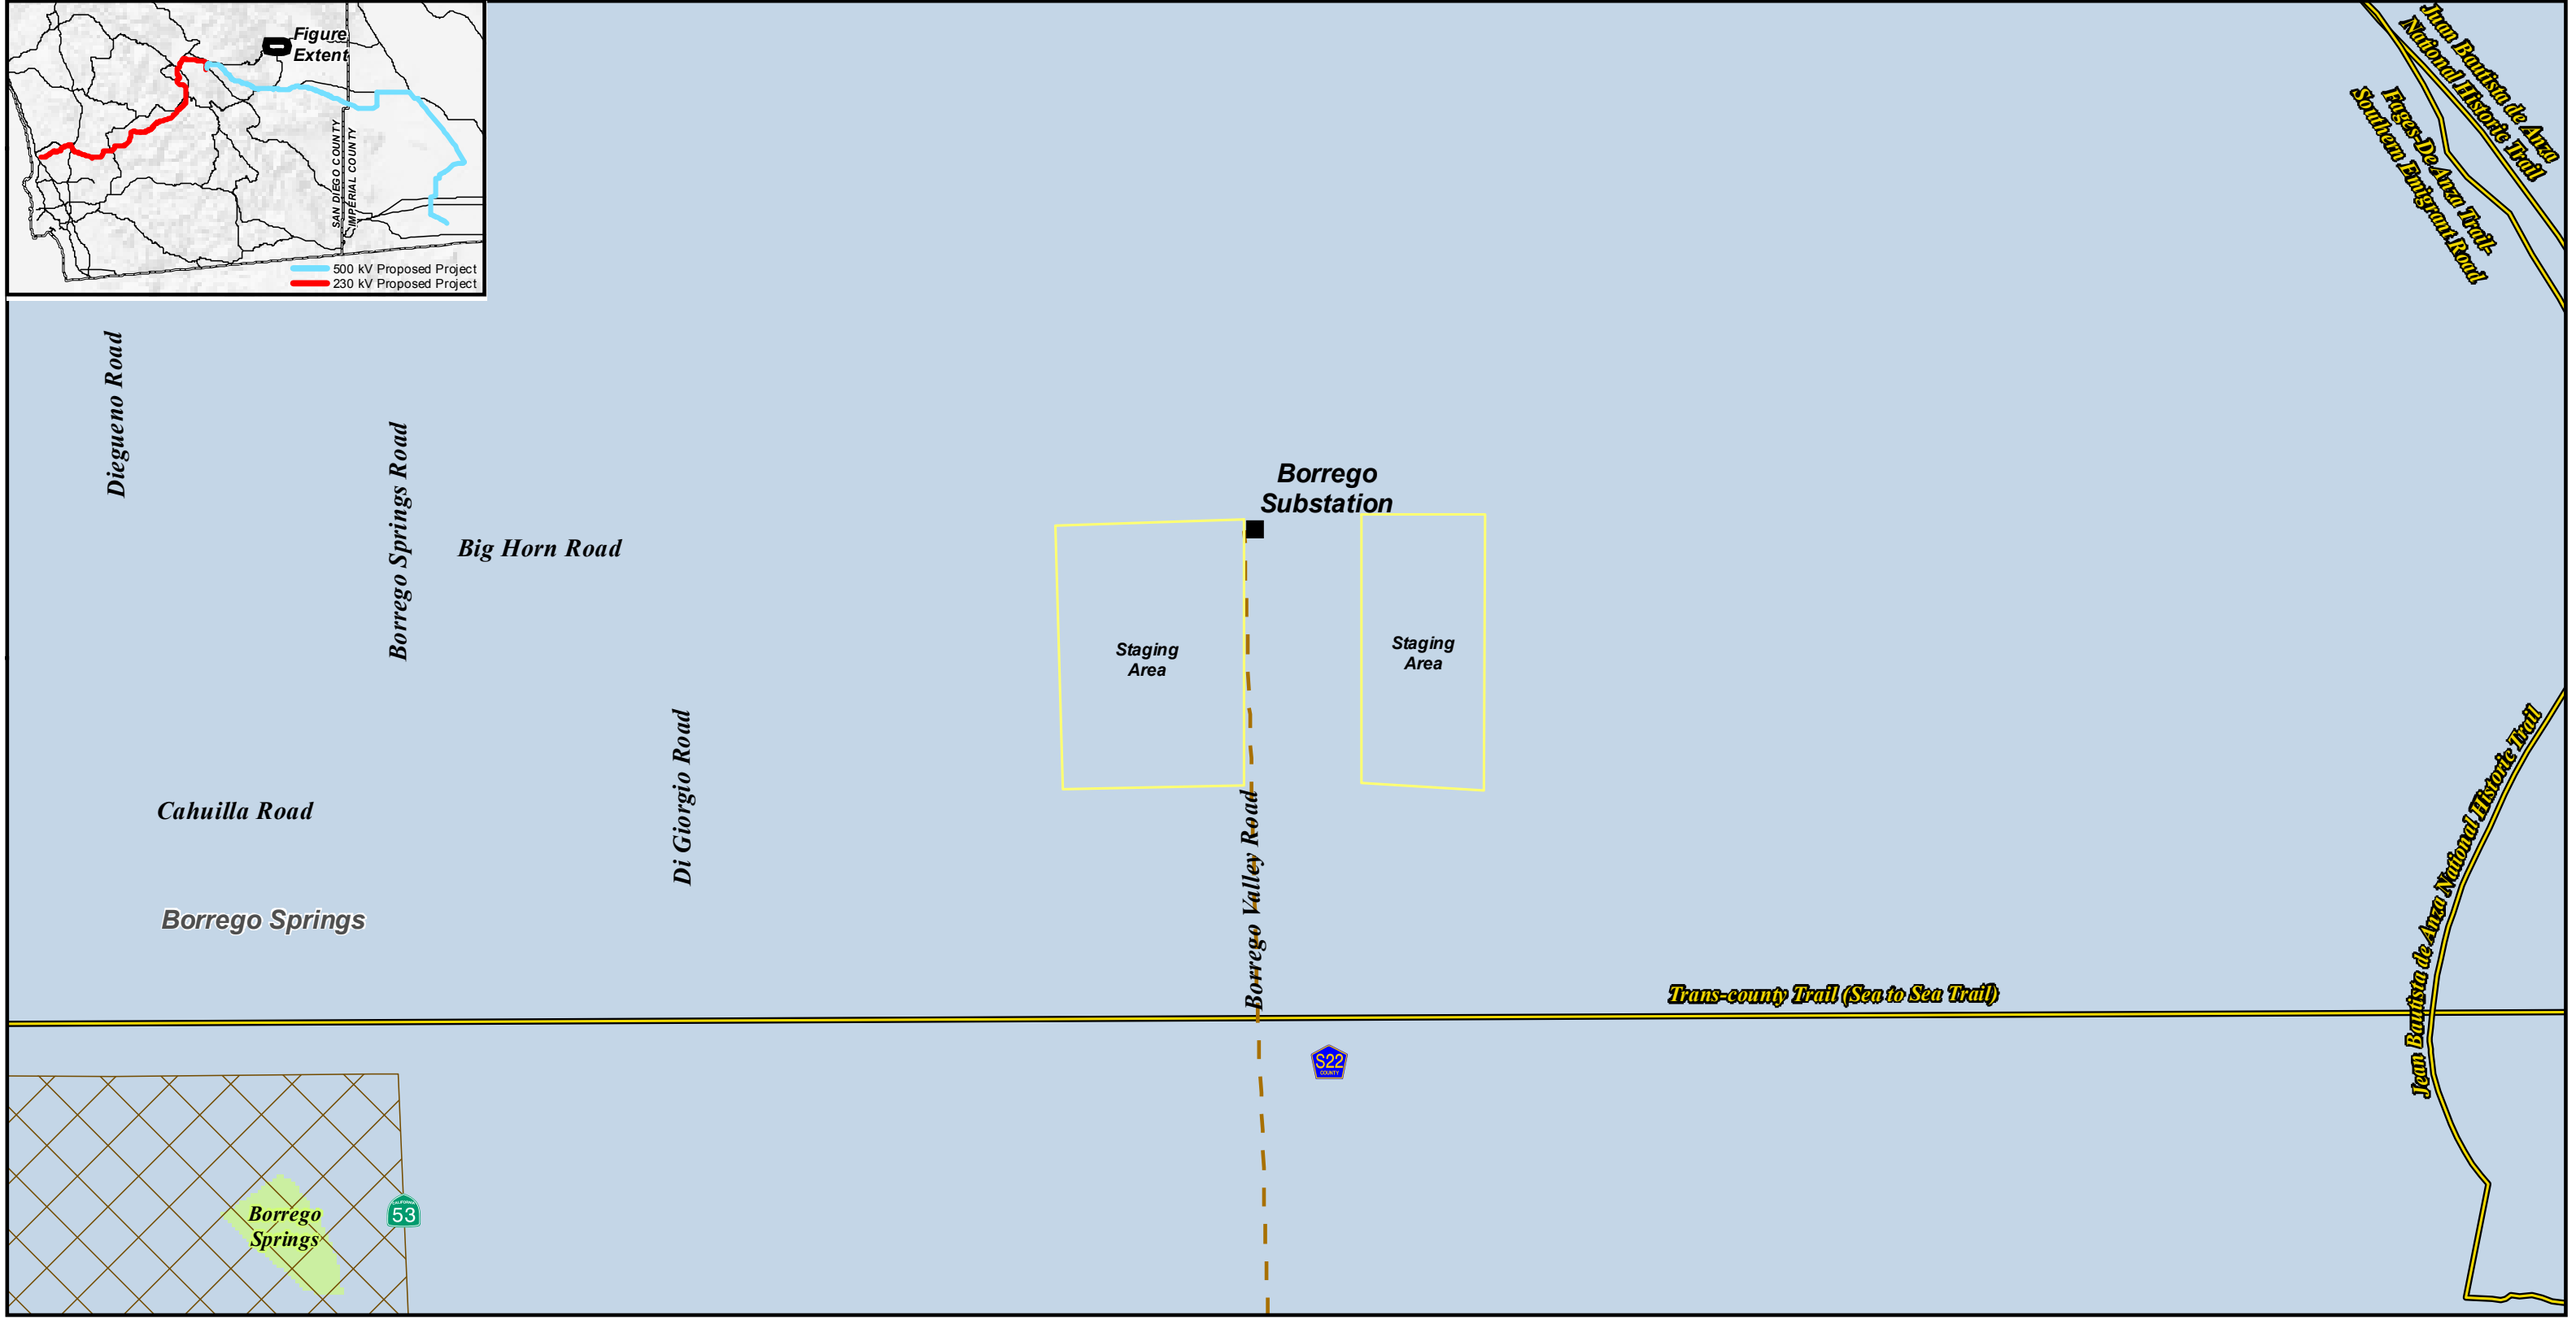 Figure
Extent
SAN DIEGO COUNTY
IMPERIAL COUNTY
500 kV Proposed Project
230 kV Proposed Project
Juan Bautista de Anza
National Historic Trail
Fages-De Anza Trail-
Southern Emigrant Road
Diegueno Road
Borrego Springs Road
Big Horn Road
Borrego
Substation
Staging
Area
Staging
Area
Di Giorgio Road
Cahuilla Road
Borrego Valley Road
Borrego Springs
Jean Bautista de Anza National Historic Trail
Trans-county Trail (Sea to Sea Trail)
S22
COUNTY
CALIFORNIA
53
Borrego
Springs